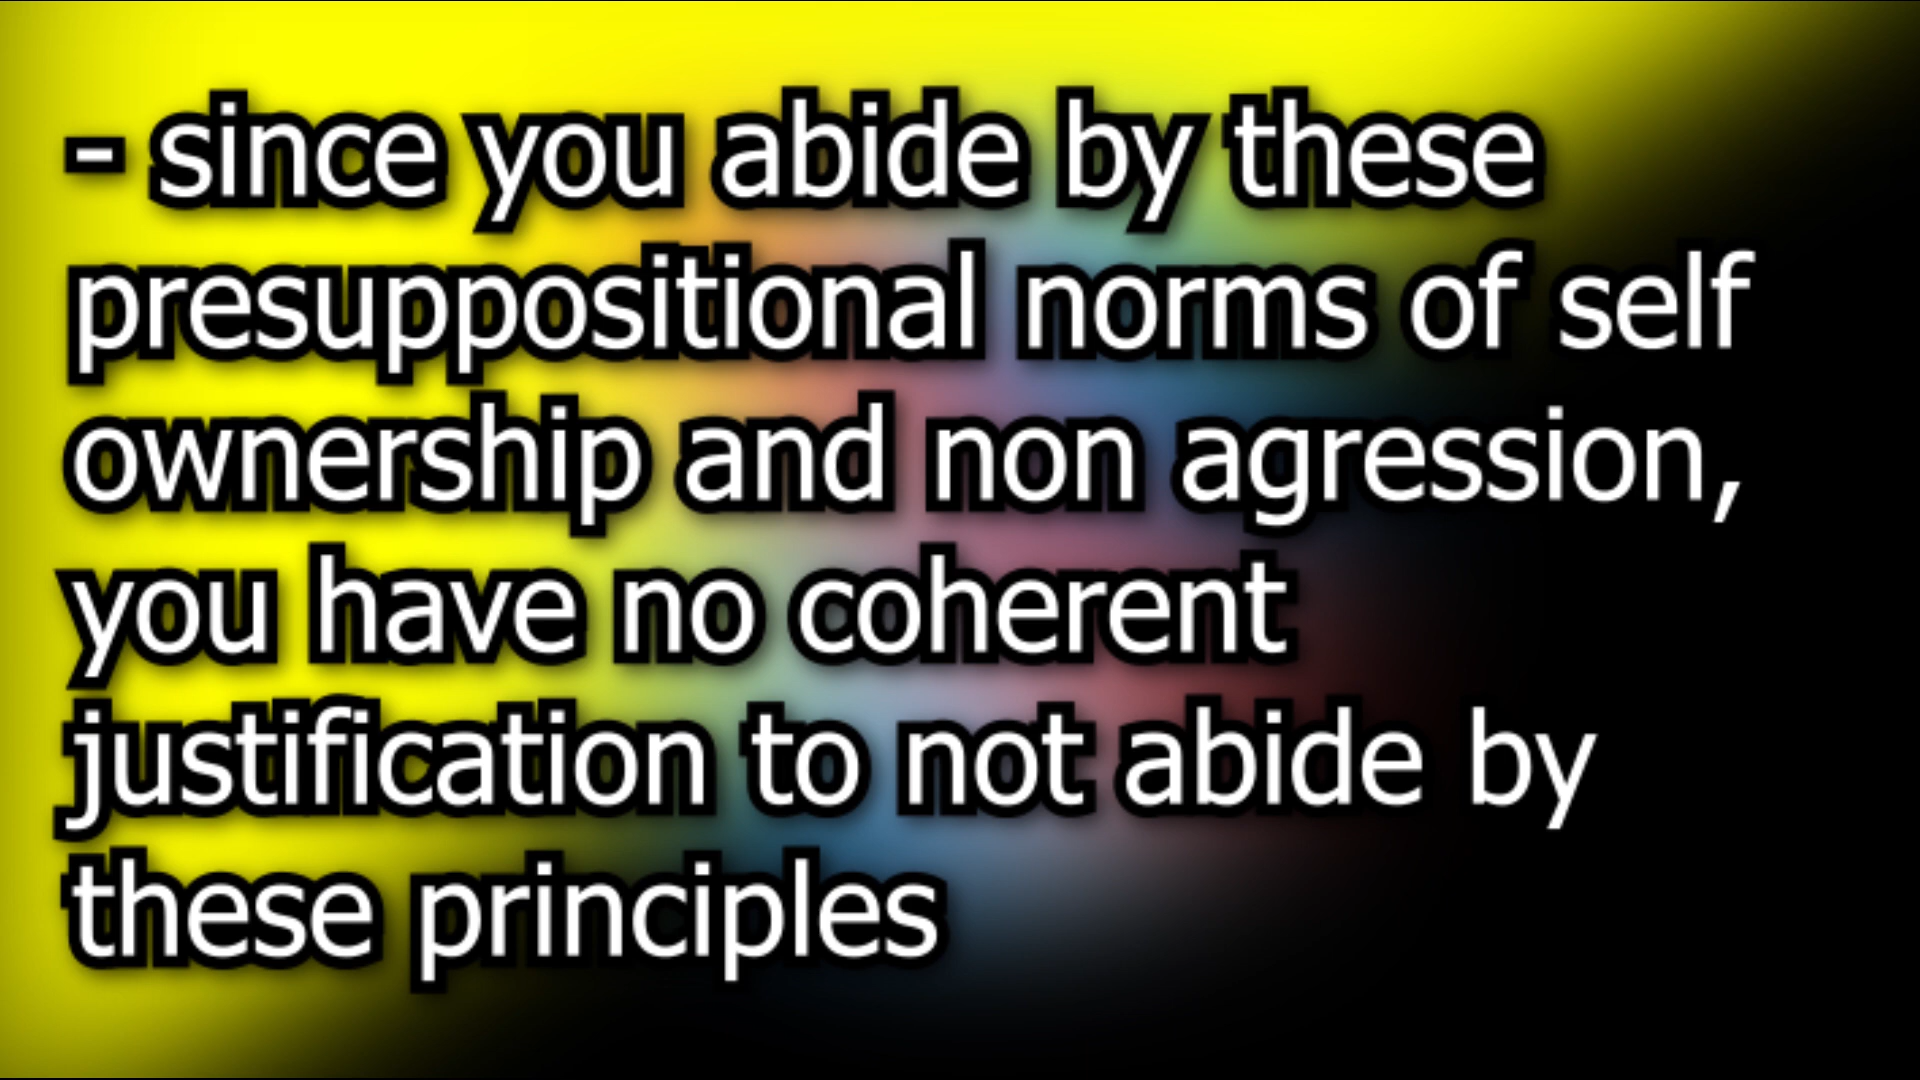 - since you abide by these
presuppositional norms of self
ownership and non agression,
you have no coherent
justification to not abide by
these principles